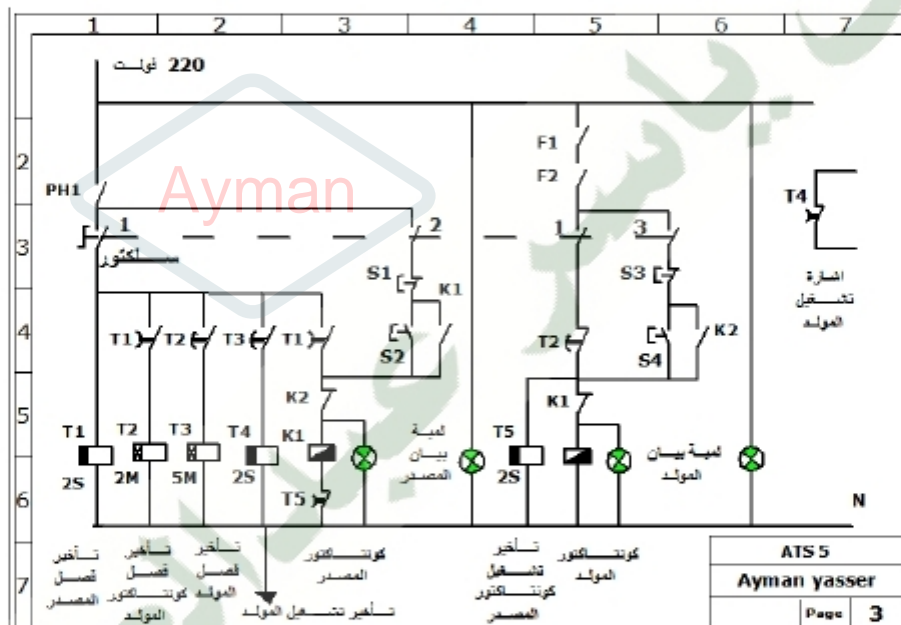 1 2 3 4 5 6 7
220 فولت
F1
2
F2
PH1
Ayman
T4
1 2 1 3
3
سلكتور
S1
S3
K1
اشارة
تشغيل
المولد
4
T1 T2 T3 T1
S2
T2
S4
K2
5
K2
K1
T1 T2 T3 T4 K1
لمبة
بيان
المصدر
T5
لمبة بيان
المولد
2S 2M 5M 2S
2S
6
T5
N
تأخير
فصل
المصدر
تأخير
فصل
كونتاكتور
المولد
تأخير
فصل
المولد
كونتاكتور
المصدر
تأخير
تشغيل
كونتاكتور
المصدر
كونتاكتور
المولد
7
تأخير تشغيل المولد
ATS 5
Ayman yasser
Page 3
ياسر